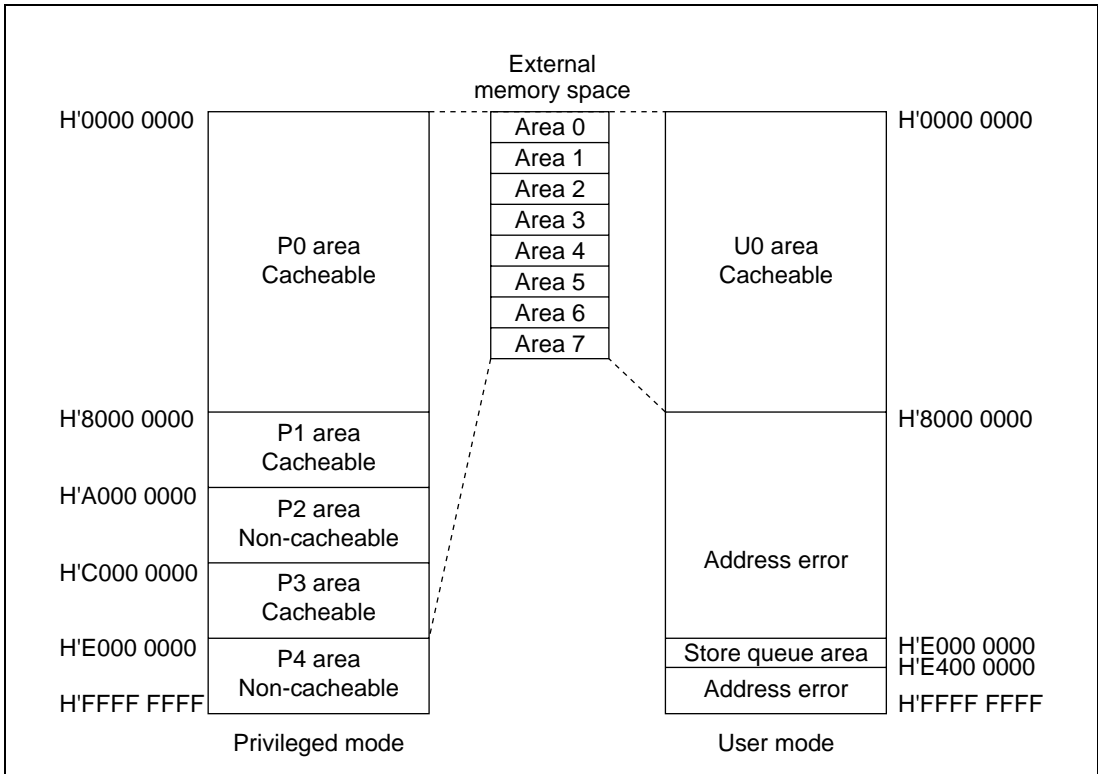 External
memory space
H'0000 0000
Area 0
H'0000 0000
Area 1
Area 2
Area 3
P0 area
Cacheable
Area 4
U0 area
Cacheable
Area 5
Area 6
Area 7
H'8000 0000
P1 area
Cacheable
H'8000 0000
H'A000 0000
P2 area
Non-cacheable
H'C000 0000
P3 area
Cacheable
Address error
H'E000 0000
P4 area
Non-cacheable
Store queue area
H'E000 0000
H'E400 0000
Address error
H'FFFF FFFF
H'FFFF FFFF
Privileged mode
User mode